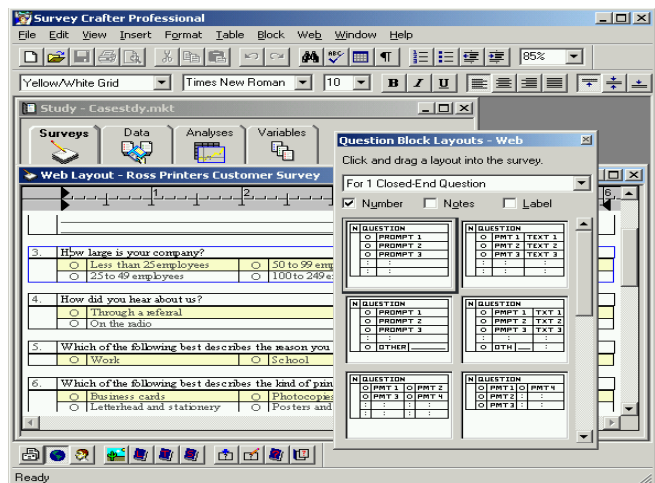 Survey Crafter Professional
File Edit View Insert Format Table Block Web Window Help
85%
Yellow/White Grid Times New Roman 10 B I U
Study - Casestdy.mkt
Surveys Data Analyses Variables
Web Layout - Ross Printers Customer Survey
1 2 6
3. How large is your company?
Less than 25 employees 50 to 99 emp
25 to 49 employees 100 to 249 e
4. How did you hear about us?
Through a referral
On the radio
5. Which of the following best describes the reason you
Work School
6. Which of the following best describes the kind of prin
Business cards Photocopies
Letterhead and stationery Posters and
Question Block Layouts - Web
Click and drag a layout into the survey.
For 1 Closed-End Question
Number Notes Label
N QUESTION
O PROMPT 1
O PROMPT 2
O PROMPT 3
N QUESTION
O PMT 1 TEXT 1
O PMT 2 TEXT 2
O PMT 3 TEXT 3
N QUESTION
O PROMPT 1
O PROMPT 2
O PROMPT 3
O OTHER
N QUESTION
O PMPT 1 TXT 1
O PMPT 2 TXT 2
O PMPT 3 TXT 3
O OTH
N QUESTION
O PMT 1 O PMT 2
O PMT 3 O PMT 4
N QUESTION
O PMT 1 O PMT 4
O PMT 2
O PMT 3
Ready